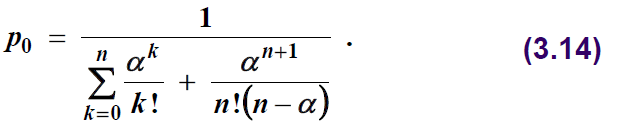 p₀ = 1 / ( ∑_{k=0}^{n} α^k / k! + α^{n+1} / n!(n − α) ) . (3.14)